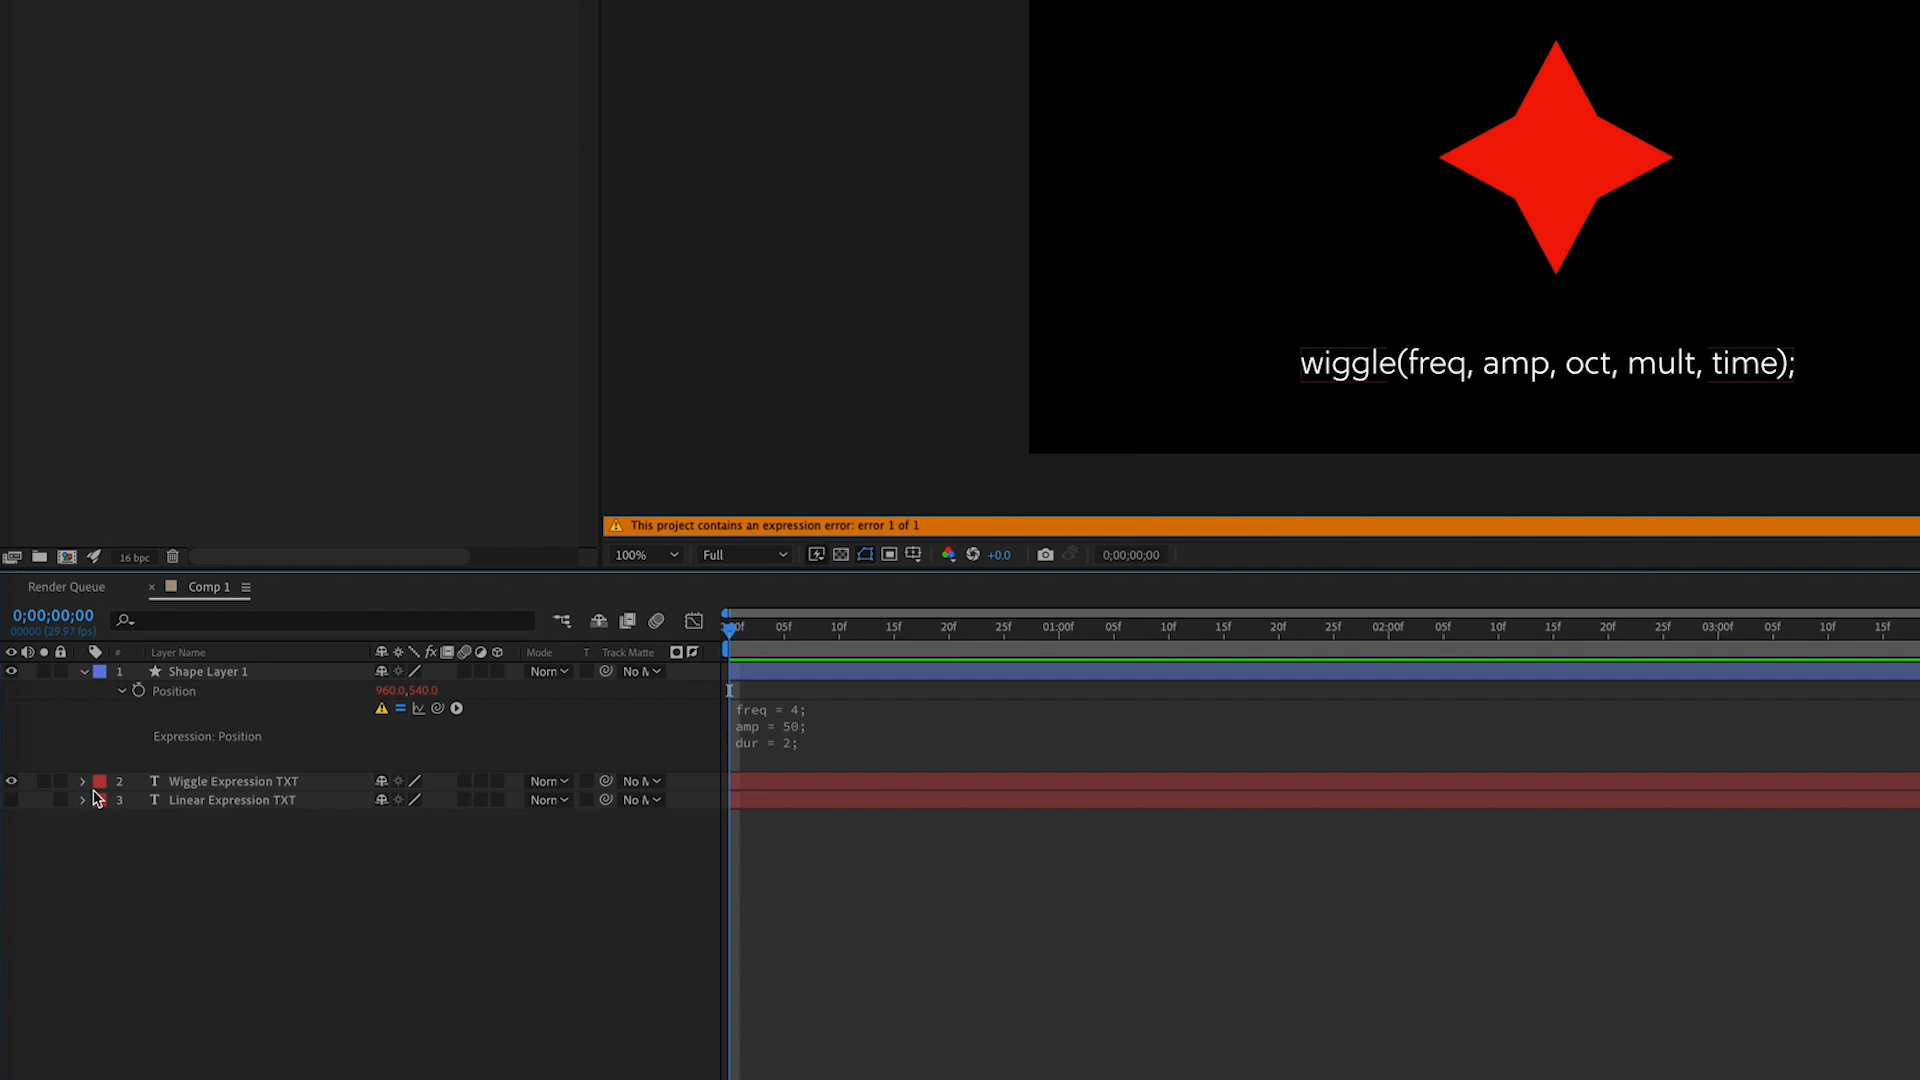 wiggle(freq, amp, oct, mult, time);
This project contains an expression error: error 1 of 1
16 bpc
100%
Full
+0.0
0;00;00;00
Render Queue
× Comp 1
0;00;00;00
00000 (29.97 fps)
05f 10f 15f 20f 25f 01:00f 05f 10f 15f 20f 25f 02:00f 05f 10f 15f 20f 25f 03:00f 05f 10f 15f
# Layer Name fx Mode T Track Matte
1 Shape Layer 1 Norn No M
Position 960.0,540.0
freq = 4;
amp = 50;
dur = 2;
Expression: Position
2 T Wiggle Expression TXT Norn No M
3 T Linear Expression TXT Norn No M